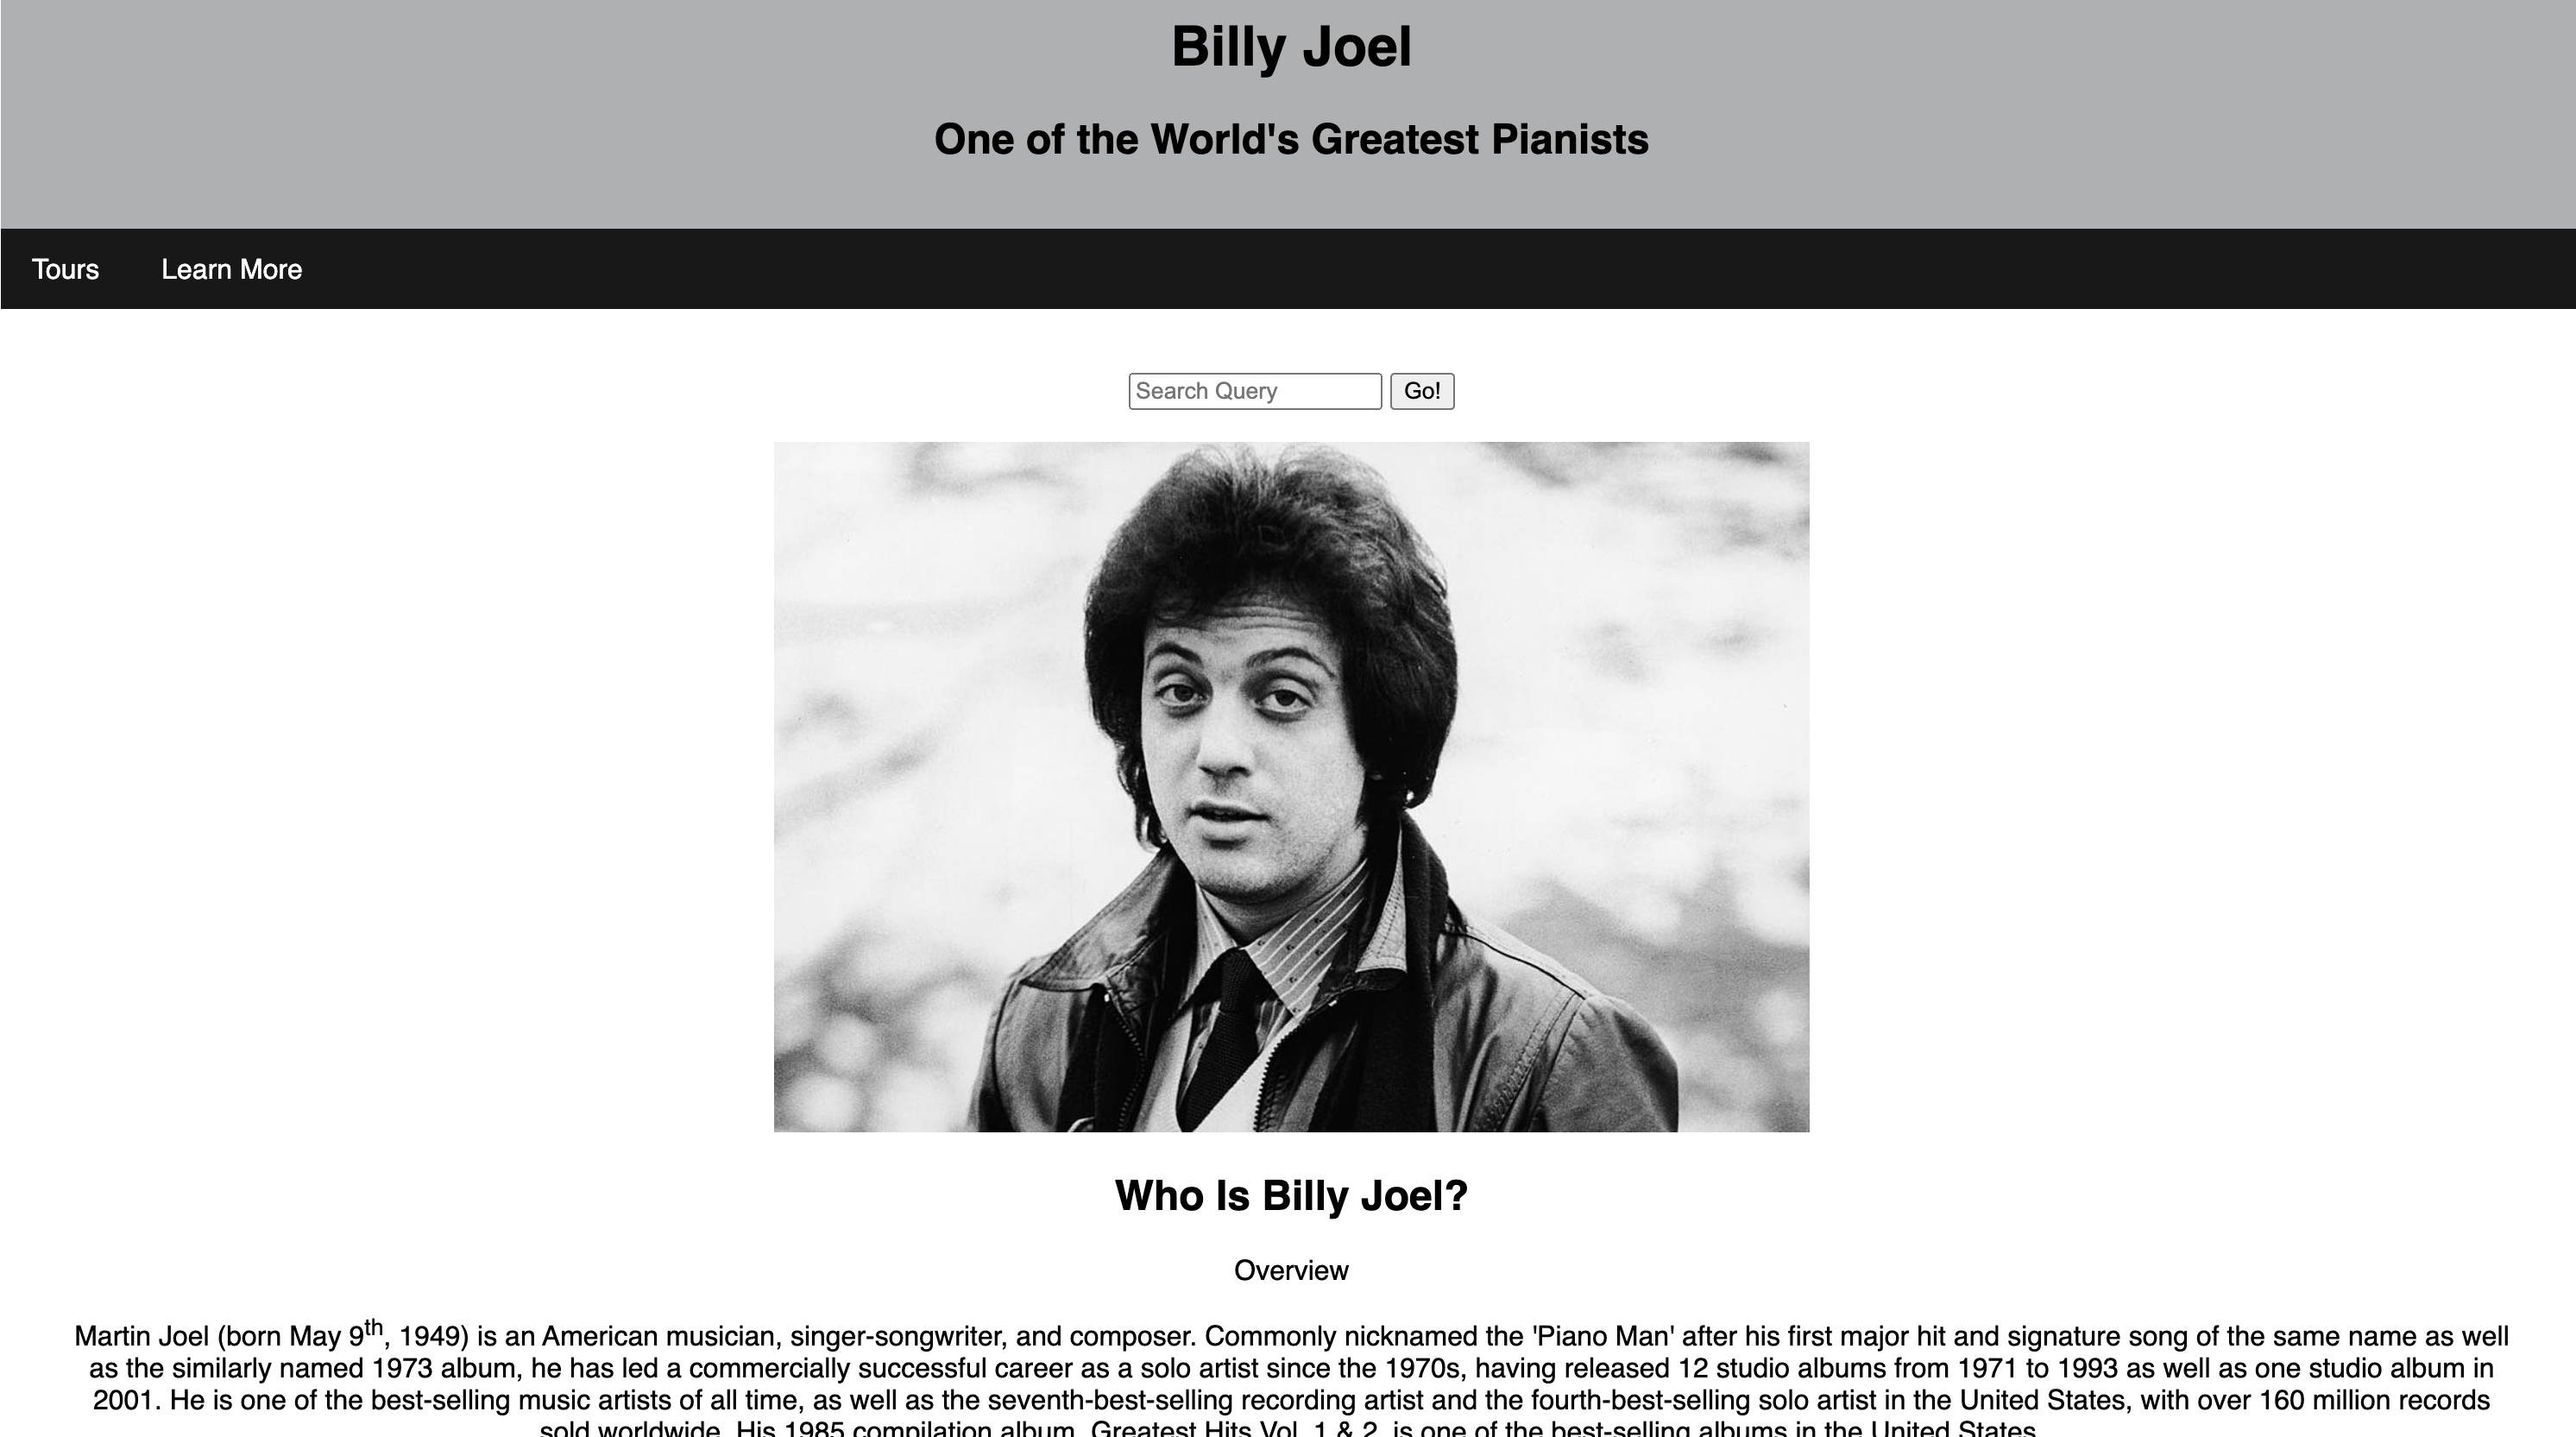 Billy Joel
One of the World's Greatest Pianists
Tours Learn More
Search Query Go!
Who Is Billy Joel?
Overview
Martin Joel (born May 9th, 1949) is an American musician, singer-songwriter, and composer. Commonly nicknamed the 'Piano Man' after his first major hit and signature song of the same name as well
as the similarly named 1973 album, he has led a commercially successful career as a solo artist since the 1970s, having released 12 studio albums from 1971 to 1993 as well as one studio album in
2001. He is one of the best-selling music artists of all time, as well as the seventh-best-selling recording artist and the fourth-best-selling solo artist in the United States, with over 160 million records
sold worldwide. His 1985 compilation album, Greatest Hits Vol. 1 & 2, is one of the best-selling albums in the United States.